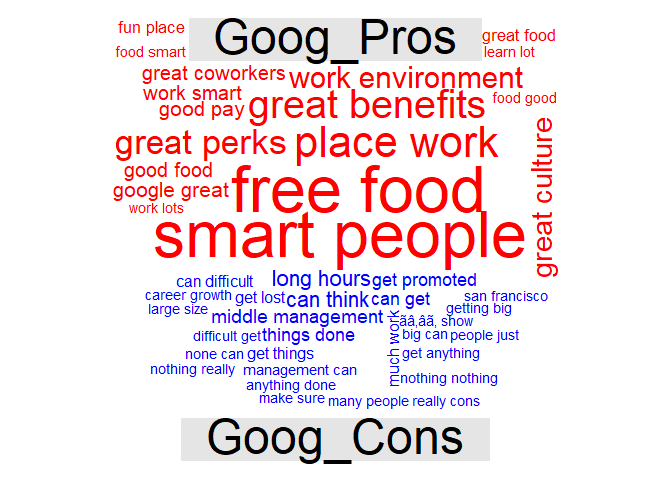 Goog_Pros
fun place
great food
food smart
learn lot
great coworkers
work environment
work smart
great benefits
food good
good pay
great perks
place work
great culture
good food
free food
google great
work lots
smart people
can difficult
long hours
get promoted
career growth
get lost
can think
can get
san francisco
large size
getting big
middle management
ãâ,âã, show
difficult get
things done
much work
big can
people just
none can
get things
get anything
nothing really
management can
nothing nothing
anything done
make sure
many people
really cons
Goog_Cons